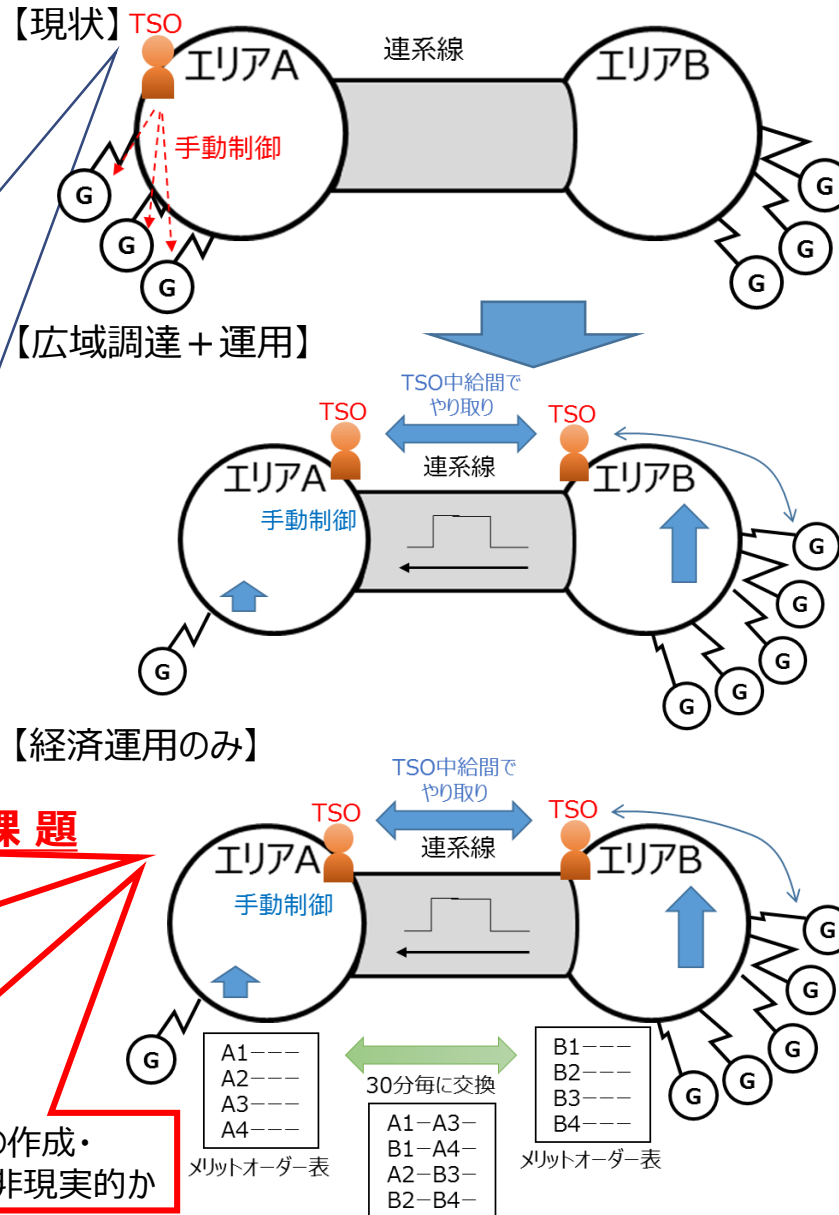 【現状】
TSO
エリアA
連系線
エリアB
手動制御
G
G
G
G
G
G
【広域調達+運用】
TSO中給間で
やり取り
TSO
TSO
連系線
エリアA
エリアB
手動制御
G
G
G
G
G
G
【経済運用のみ】
TSO中給間で
やり取り
課 題
TSO
TSO
連系線
エリアA
エリアB
手動制御
G
G
G
G
G
G
A1---
A2---
A3---
A4---
メリットオーダー表
30分毎に交換
A1-A3-
B1-A4-
A2-B3-
B2-B4-
B1---
B2---
B3---
B4---
メリットオーダー表
の作成・
非現実的か